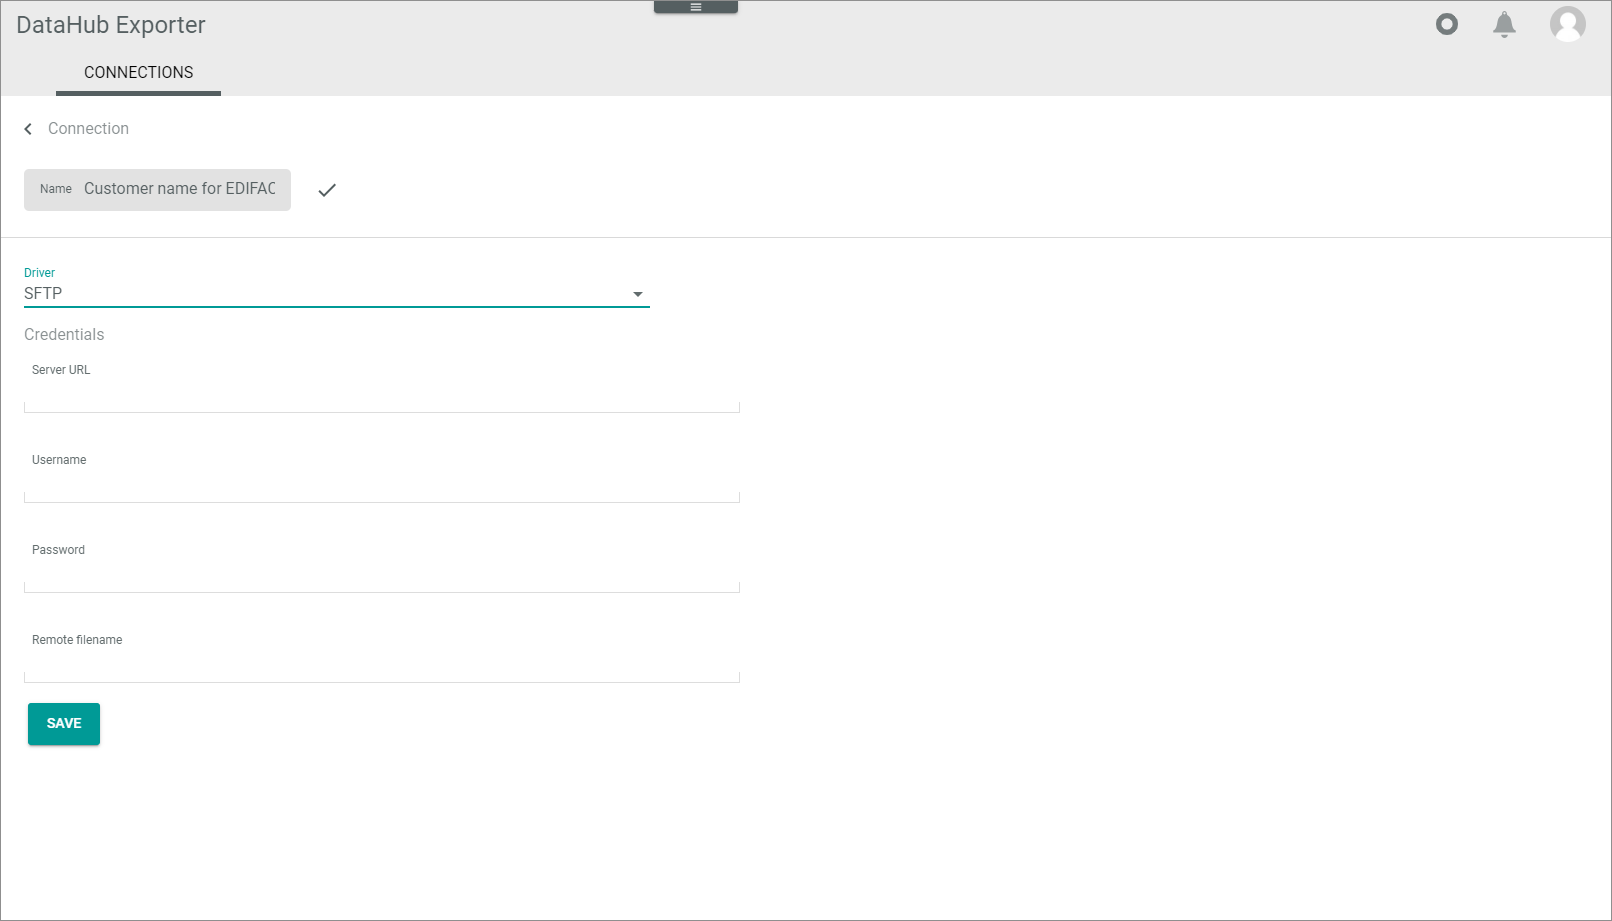 DataHub Exporter
CONNECTIONS
Connection
Name Customer name for EDIFAC
Driver
SFTP
Credentials
Server URL
Username
Password
Remote filename
SAVE